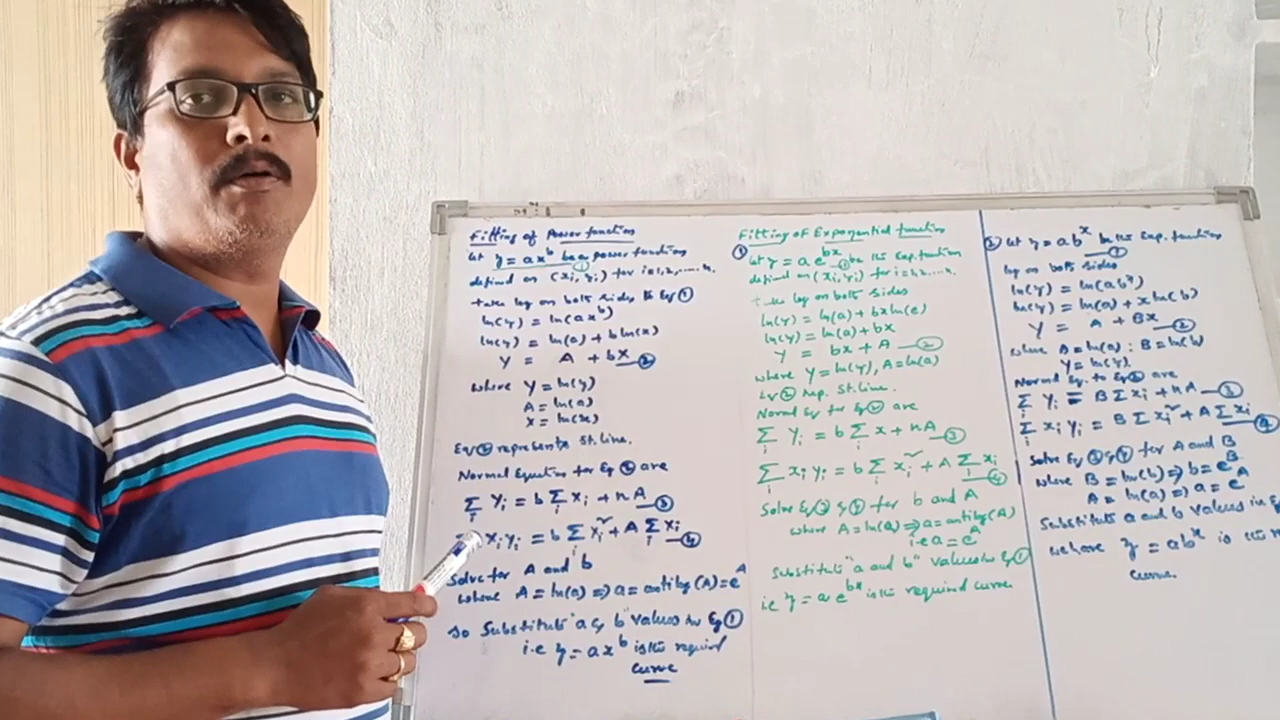 Fitting of Power function
Let y = ax^b be a power function ①
defined on (xi, yi) for i=1,2,.....n.
take log on both sides to Eq ①
ln(y) = ln(ax^b)
ln(y) = ln(a) + b ln(x)
Y = A + bX — ②
where Y = ln(y)
A = ln(a)
X = ln(x)
Eq ② represents St. line.
Normal Equation for Eq ② are
∑i Yi = b ∑i Xi + nA — ③
Xi Yi = b ∑i Xi² + A ∑i Xi — ④
Solve for A and b
where A = ln(a) ⇒ a = antilog(A) = e^A
so Substitute "a & b" values in Eq ①
i.e y = ax^b is the required
curve
Fitting of Exponential function
① Let y = a e^bx — ① be the Exp. function
defined on (xi, yi) for i=1,2,....n.
take log on both sides
ln(y) = ln(a) + bx ln(e)
ln(y) = ln(a) + bx
Y = bx + A — ②
where Y = ln(y), A = ln(a)
Eq ② rep. St. line.
Normal Eq for Eq ② are
∑i Yi = b ∑i x + nA — ③
∑i xi yi = b ∑i xi² + A ∑i xi — ④
Solve Eq ③ & ④ for b and A
where A = ln(a) ⇒ a = antilog(A)
i.e a = e^A
substitute "a and b" values in Eq ①
i.e y = a e^bx is the required curve
② Let y = ab^x be the Exp. function — ①
log on both sides
ln(y) = ln(ab^x)
ln(y) = ln(a) + x ln(b)
Y = A + BX — ②
where A = ln(a) : B = ln(b)
Y = ln(y).
Normal Eq. to Eq ② are
∑i Yi = B ∑ xi + nA — ③
∑i xi yi = B ∑ xi² + A ∑ xi — ④
Solve Eq ③ & ④ for A and B
where B = ln(b) ⇒ b = e^B
A = ln(a) ⇒ a = e^A
Substitute a and b values in
we have y = ab^x is the
curve.